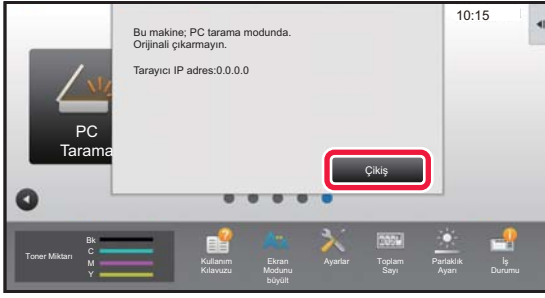 10:15
Bu makine; PC tarama modunda.
Orijinali çıkarmayın.
Tarayıcı IP adres:0.0.0.0
PC
Tarama
Çikiş
Toner Miktarı
Bk
C
M
Y
Kullanım
Kılavuzu
Ekran
Modunu
büyült
Ayarlar
Toplam
Sayı
Parlaklık
Ayarı
İş
Durumu